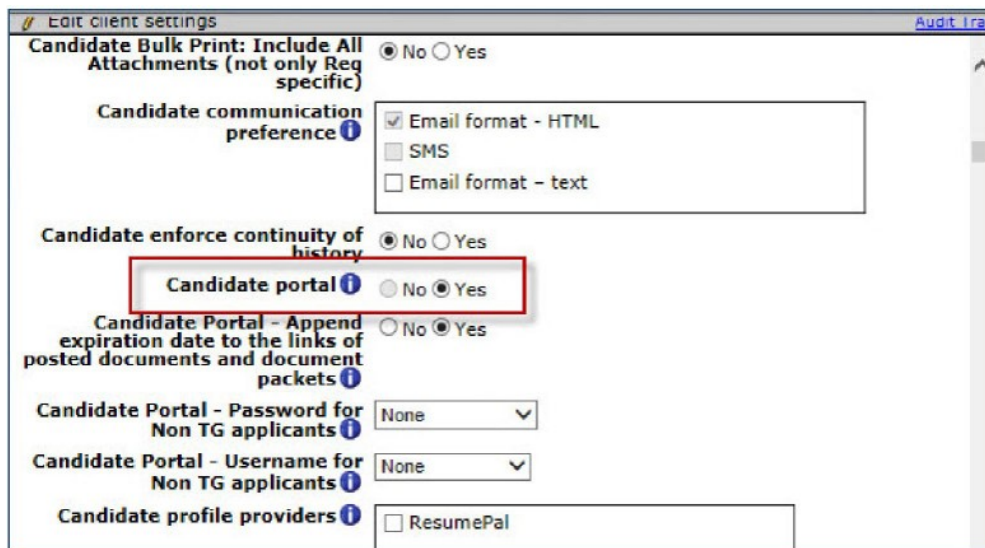 Edit client settings
Audit Tra
Candidate Bulk Print: Include All
Attachments (not only Req
specific)
No Yes
Candidate communication
preference
Email format - HTML
SMS
Email format – text
Candidate enforce continuity of
history
No Yes
Candidate portal
No Yes
Candidate Portal - Append
expiration date to the links of
posted documents and document
packets
No Yes
Candidate Portal - Password for
Non TG applicants
None
Candidate Portal - Username for
Non TG applicants
None
Candidate profile providers
ResumePal